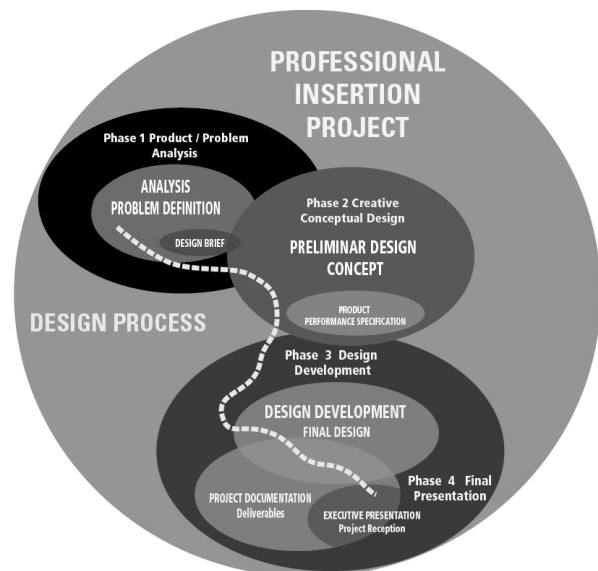 PROFESSIONAL
INSERTION
PROJECT
Phase 1 Product / Problem
Analysis
ANALYSIS
PROBLEM DEFINITION
DESIGN BRIEF
Phase 2 Creative
Conceptual Design
PRELIMINAR DESIGN
CONCEPT
PRODUCT
PERFORMANCE SPECIFICATION
DESIGN PROCESS
Phase 3 Design
Development
DESIGN DEVELOPMENT
FINAL DESIGN
Phase 4 Final
Presentation
PROJECT DOCUMENTATION
Deliverables
EXECUTIVE PRESENTATION
Project Reception